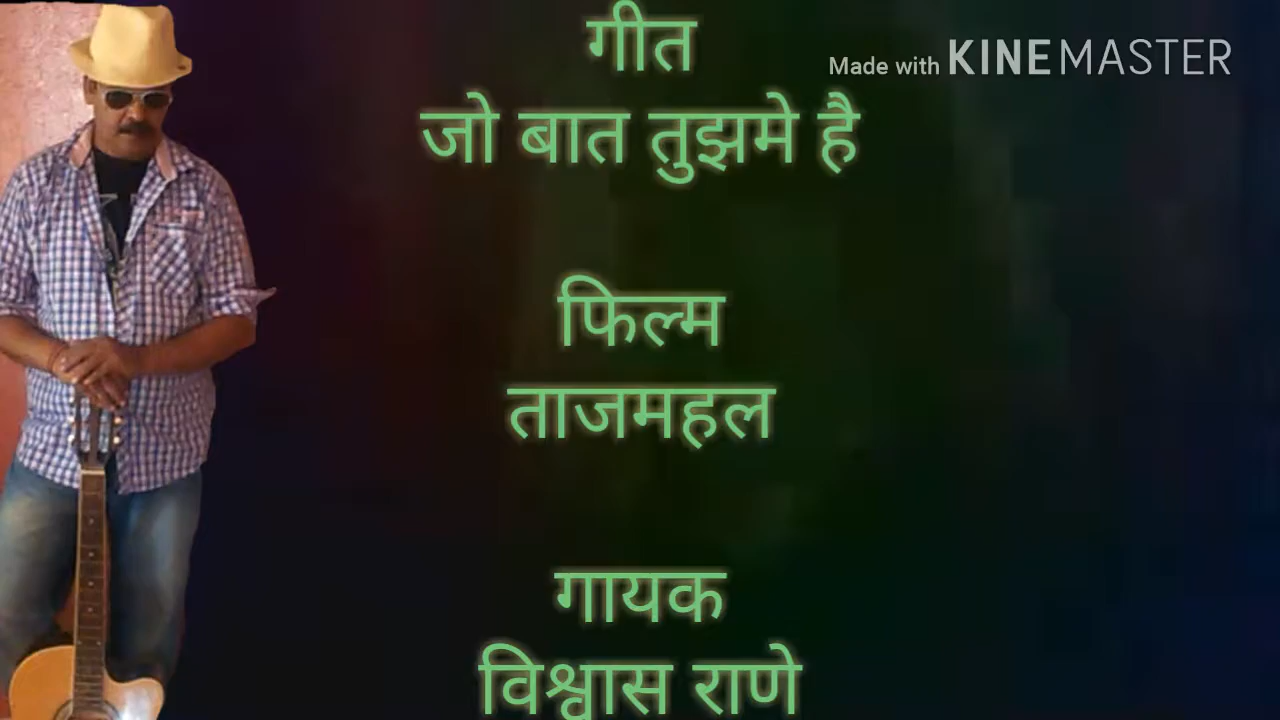 गीत
Made with KINEMASTER
जो बात तुझमे है
फिल्म
ताजमहल
गायक
विश्वास राणे